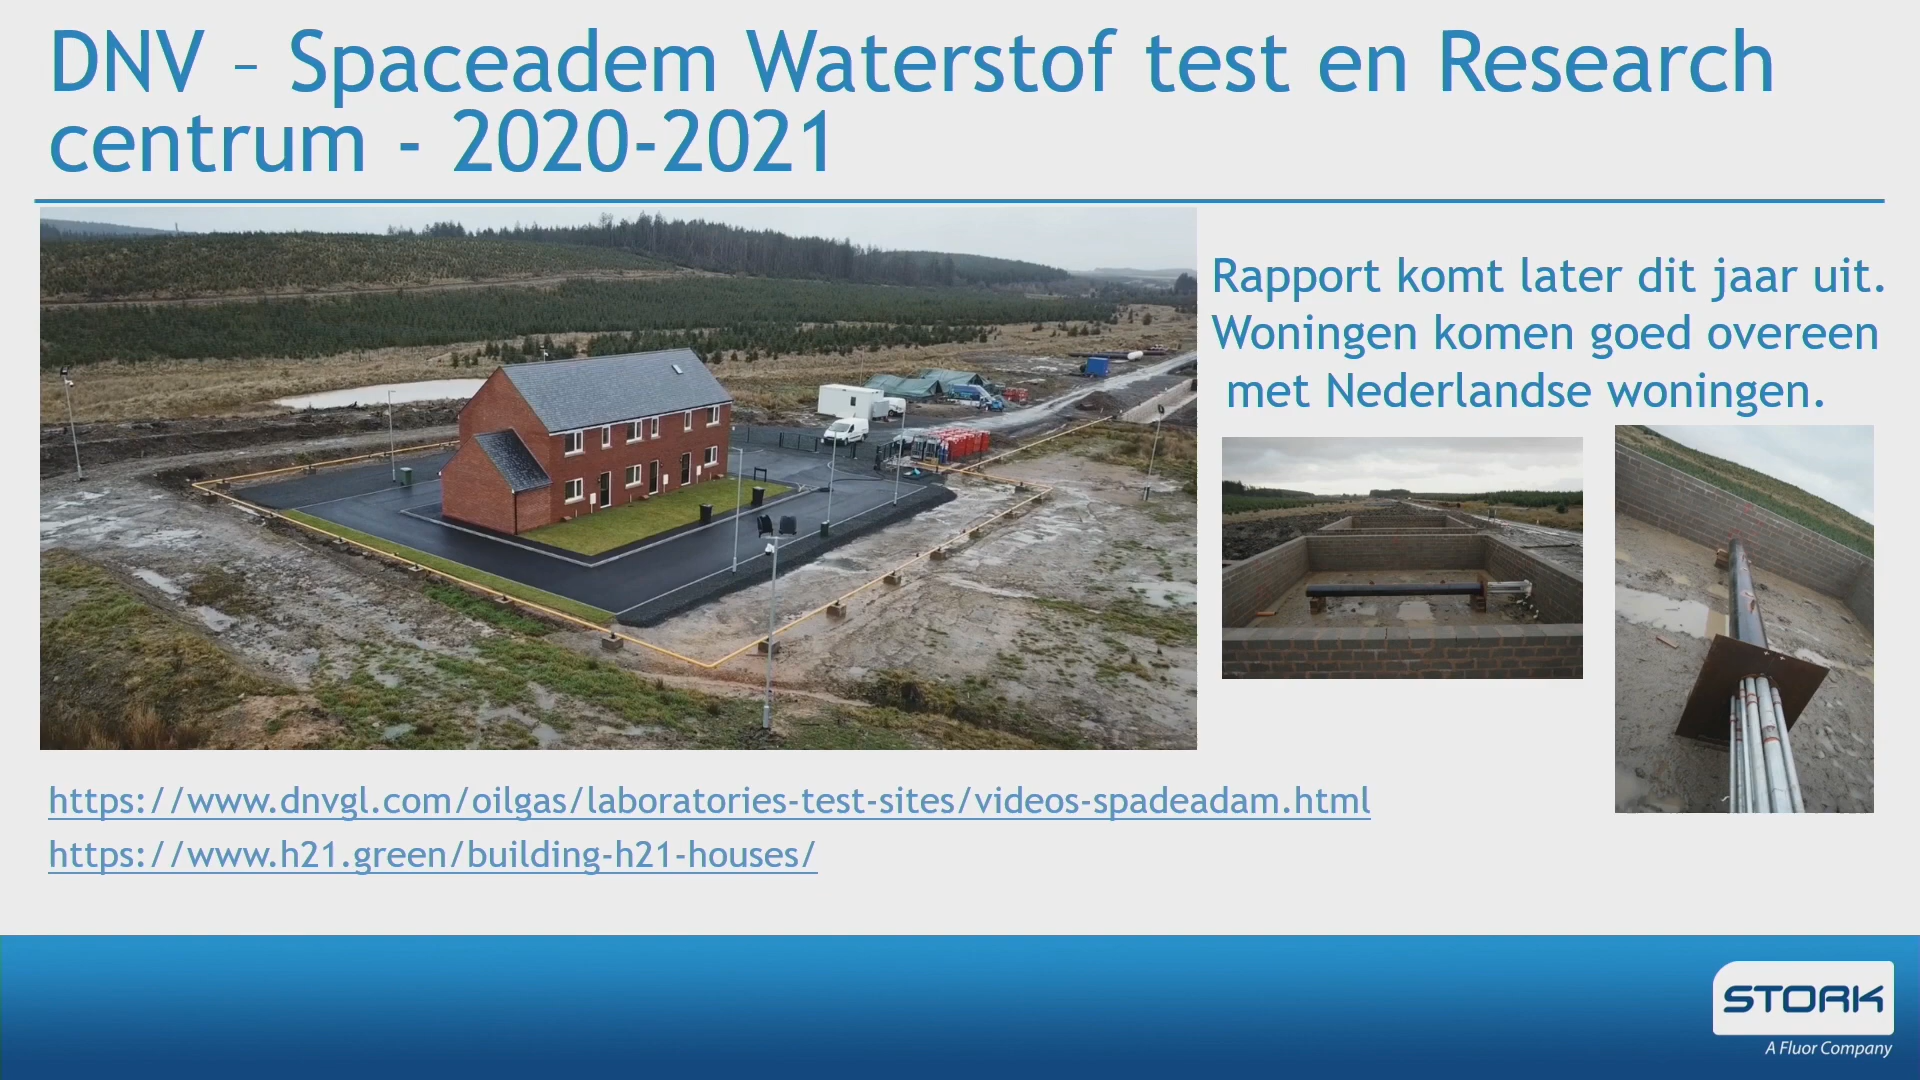 DNV – Spaceadem Waterstof test en Research
centrum - 2020-2021
Rapport komt later dit jaar uit.
Woningen komen goed overeen
met Nederlandse woningen.
https://www.dnvgl.com/oilgas/laboratories-test-sites/videos-spadeadam.html
https://www.h21.green/building-h21-houses/
STORK
A Fluor Company